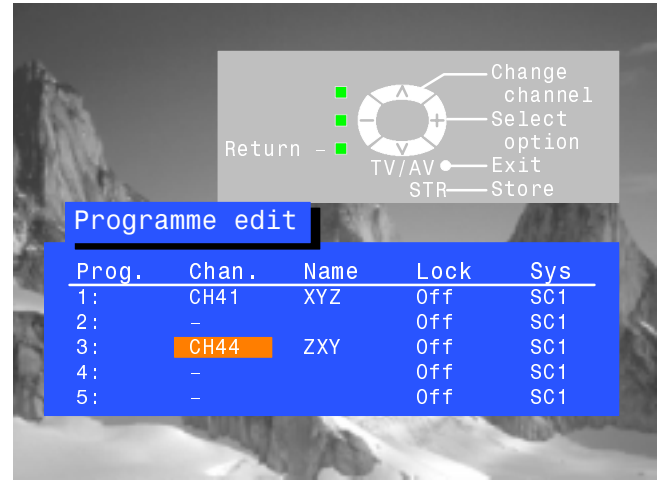 Change
channel
Select
option
Return –
TV/AV Exit
STR Store
Programme edit
Prog. Chan. Name Lock Sys
1: CH41 XYZ Off SC1
2: – Off SC1
3: CH44 ZXY Off SC1
4: – Off SC1
5: – Off SC1